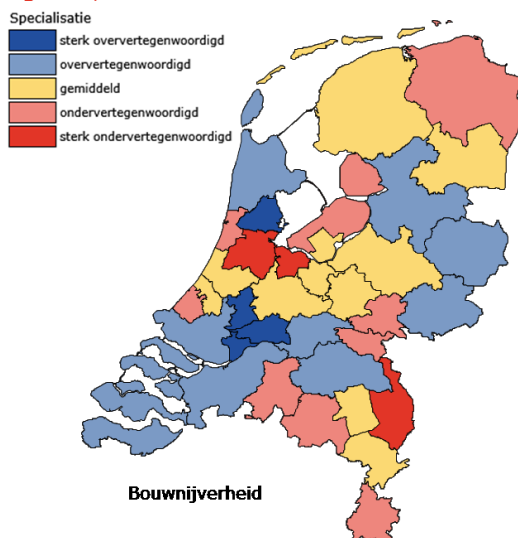 Specialisatie
sterk oververtegenwoordigd
oververtegenwoordigd
gemiddeld
ondervertegenwoordigd
sterk ondervertegenwoordigd
Bouwnijverheid